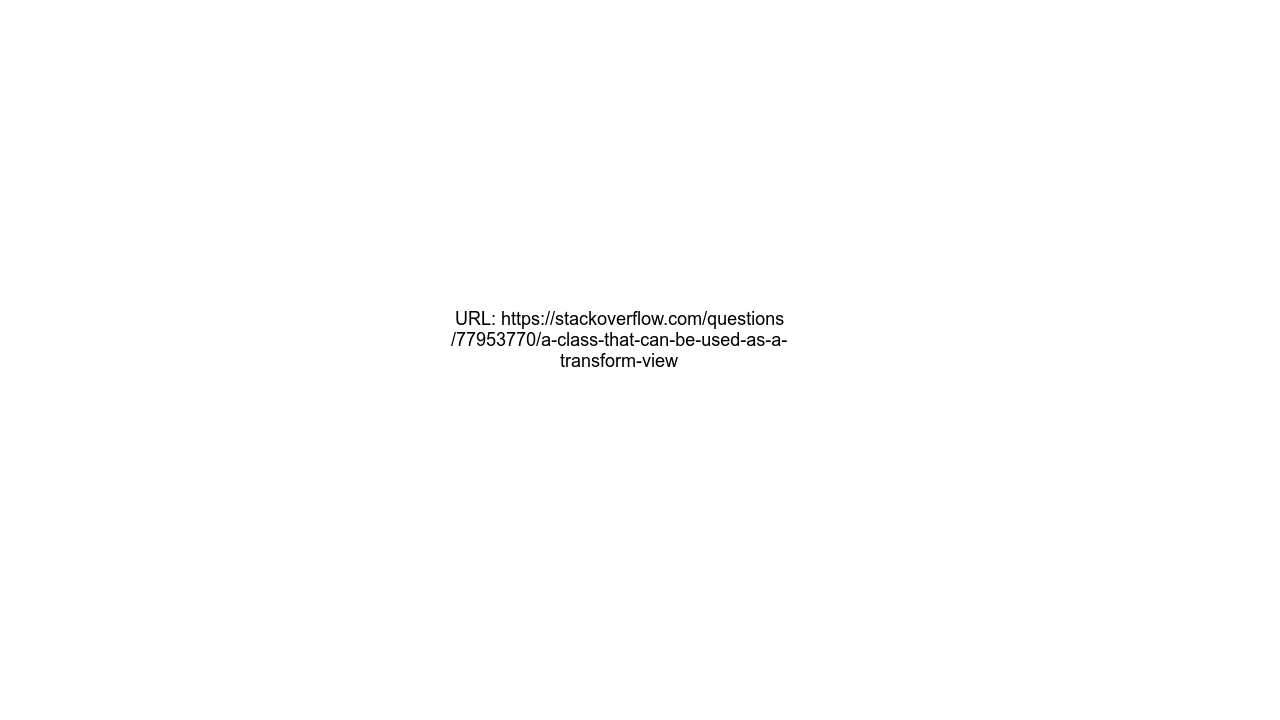 URL: https://stackoverflow.com/questions
/77953770/a-class-that-can-be-used-as-a-
transform-view